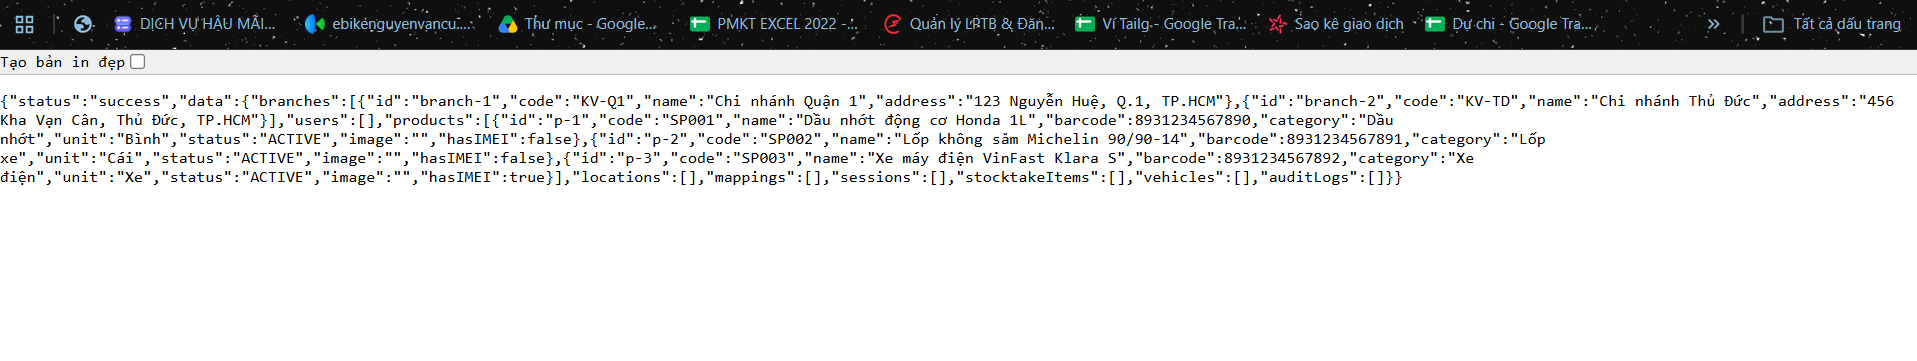 DỊCH VỤ HẬU MÃI...
ebikenguyenvancu....
Thư mục - Google...
PMKT EXCEL 2022 -...
Quản lý LRTB & Đăn...
Ví Tailg - Google Tra...
Sao kê giao dịch
Dự chi - Google Tra...
»
Tất cả dấu trang
Tạo bản in đẹp
{"status":"success","data":{"branches":[{"id":"branch-1","code":"KV-Q1","name":"Chi nhánh Quận 1","address":"123 Nguyễn Huệ, Q.1, TP.HCM"},{"id":"branch-2","code":"KV-TD","name":"Chi nhánh Thủ Đức","address":"456
Kha Vạn Cân, Thủ Đức, TP.HCM"}],"users":[],"products":[{"id":"p-1","code":"SP001","name":"Dầu nhớt động cơ Honda 1L","barcode":8931234567890,"category":"Dầu
nhớt","unit":"Bình","status":"ACTIVE","image":"","hasIMEI":false},{"id":"p-2","code":"SP002","name":"Lốp không săm Michelin 90/90-14","barcode":8931234567891,"category":"Lốp
xe","unit":"Cái","status":"ACTIVE","image":"","hasIMEI":false},{"id":"p-3","code":"SP003","name":"Xe máy điện VinFast Klara S","barcode":8931234567892,"category":"Xe
điện","unit":"Xe","status":"ACTIVE","image":"","hasIMEI":true}],"locations":[],"mappings":[],"sessions":[],"stocktakeItems":[],"vehicles":[],"auditLogs":[]}}